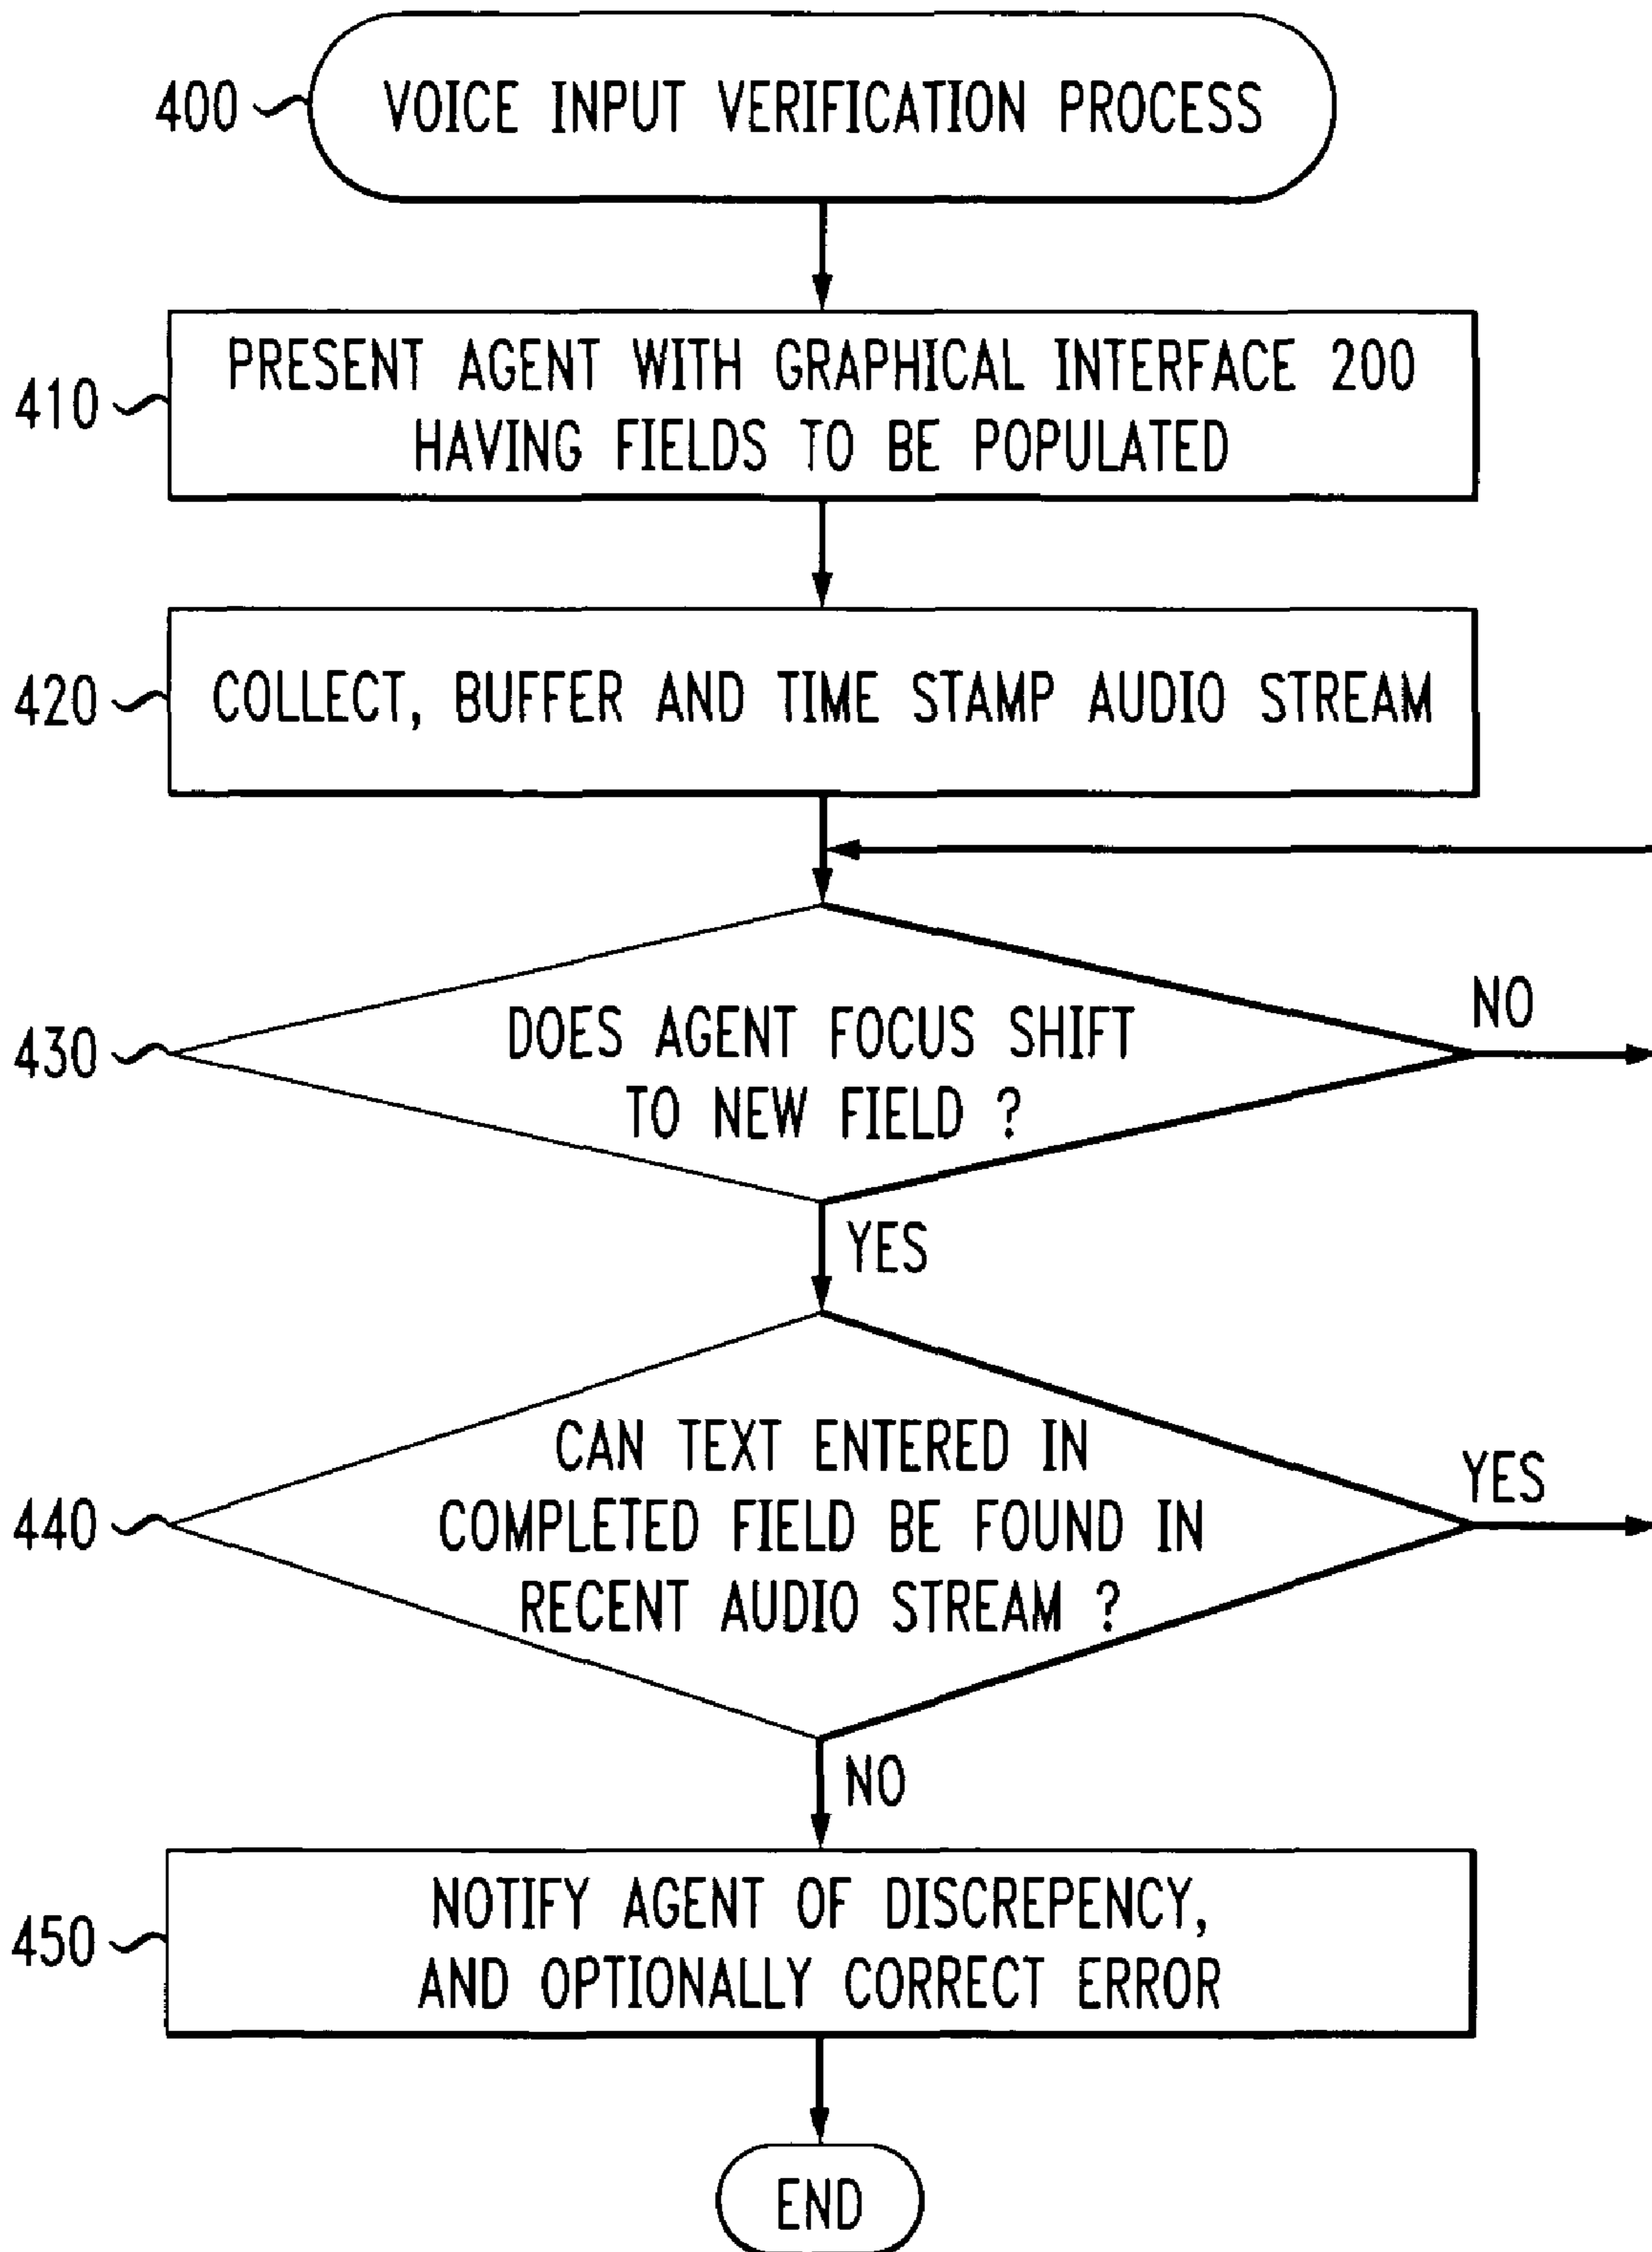 400
VOICE INPUT VERIFICATION PROCESS
410
PRESENT AGENT WITH GRAPHICAL INTERFACE 200
HAVING FIELDS TO BE POPULATED
420
COLLECT, BUFFER AND TIME STAMP AUDIO STREAM
430
DOES AGENT FOCUS SHIFT
TO NEW FIELD ?
NO
YES
440
CAN TEXT ENTERED IN
COMPLETED FIELD BE FOUND IN
RECENT AUDIO STREAM ?
YES
NO
450
NOTIFY AGENT OF DISCREPENCY,
AND OPTIONALLY CORRECT ERROR
END